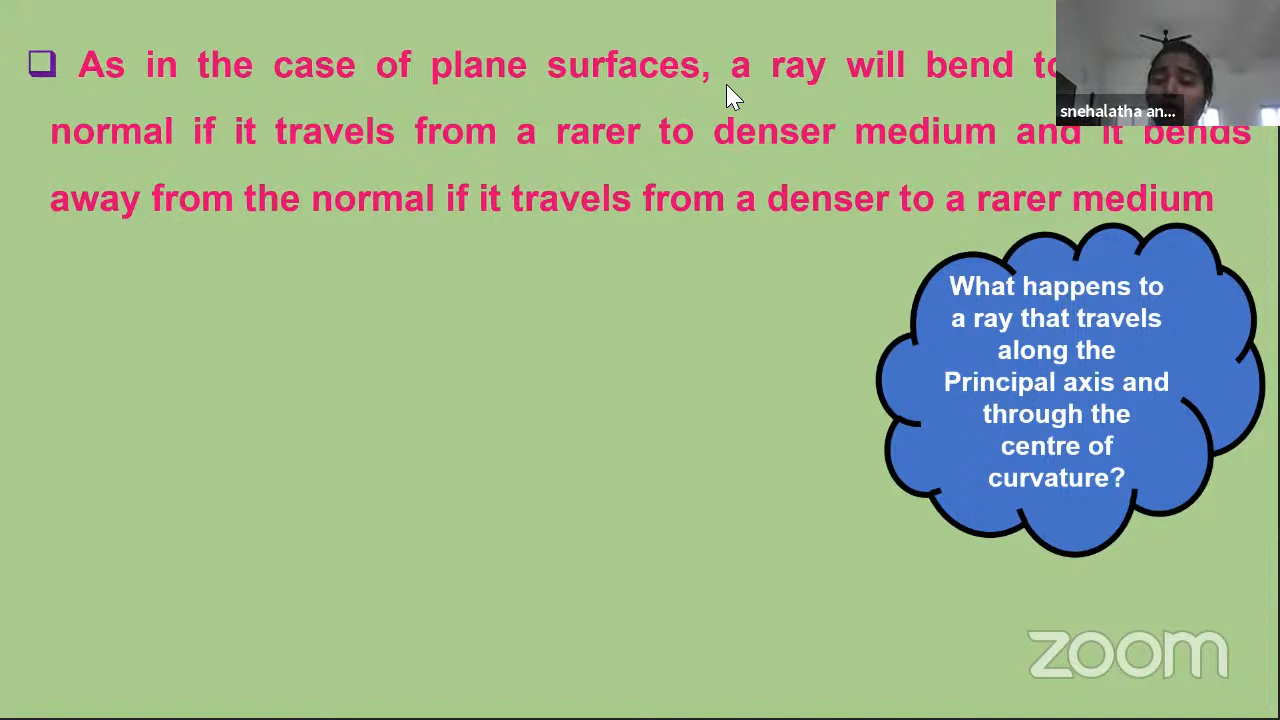 As in the case of plane surfaces, a ray will bend
normal if it travels from a rarer to denser medium and it bends
away from the normal if it travels from a denser to a rarer medium
snehalatha an...
What happens to
a ray that travels
along the
Principal axis and
through the
centre of
curvature?
zoom